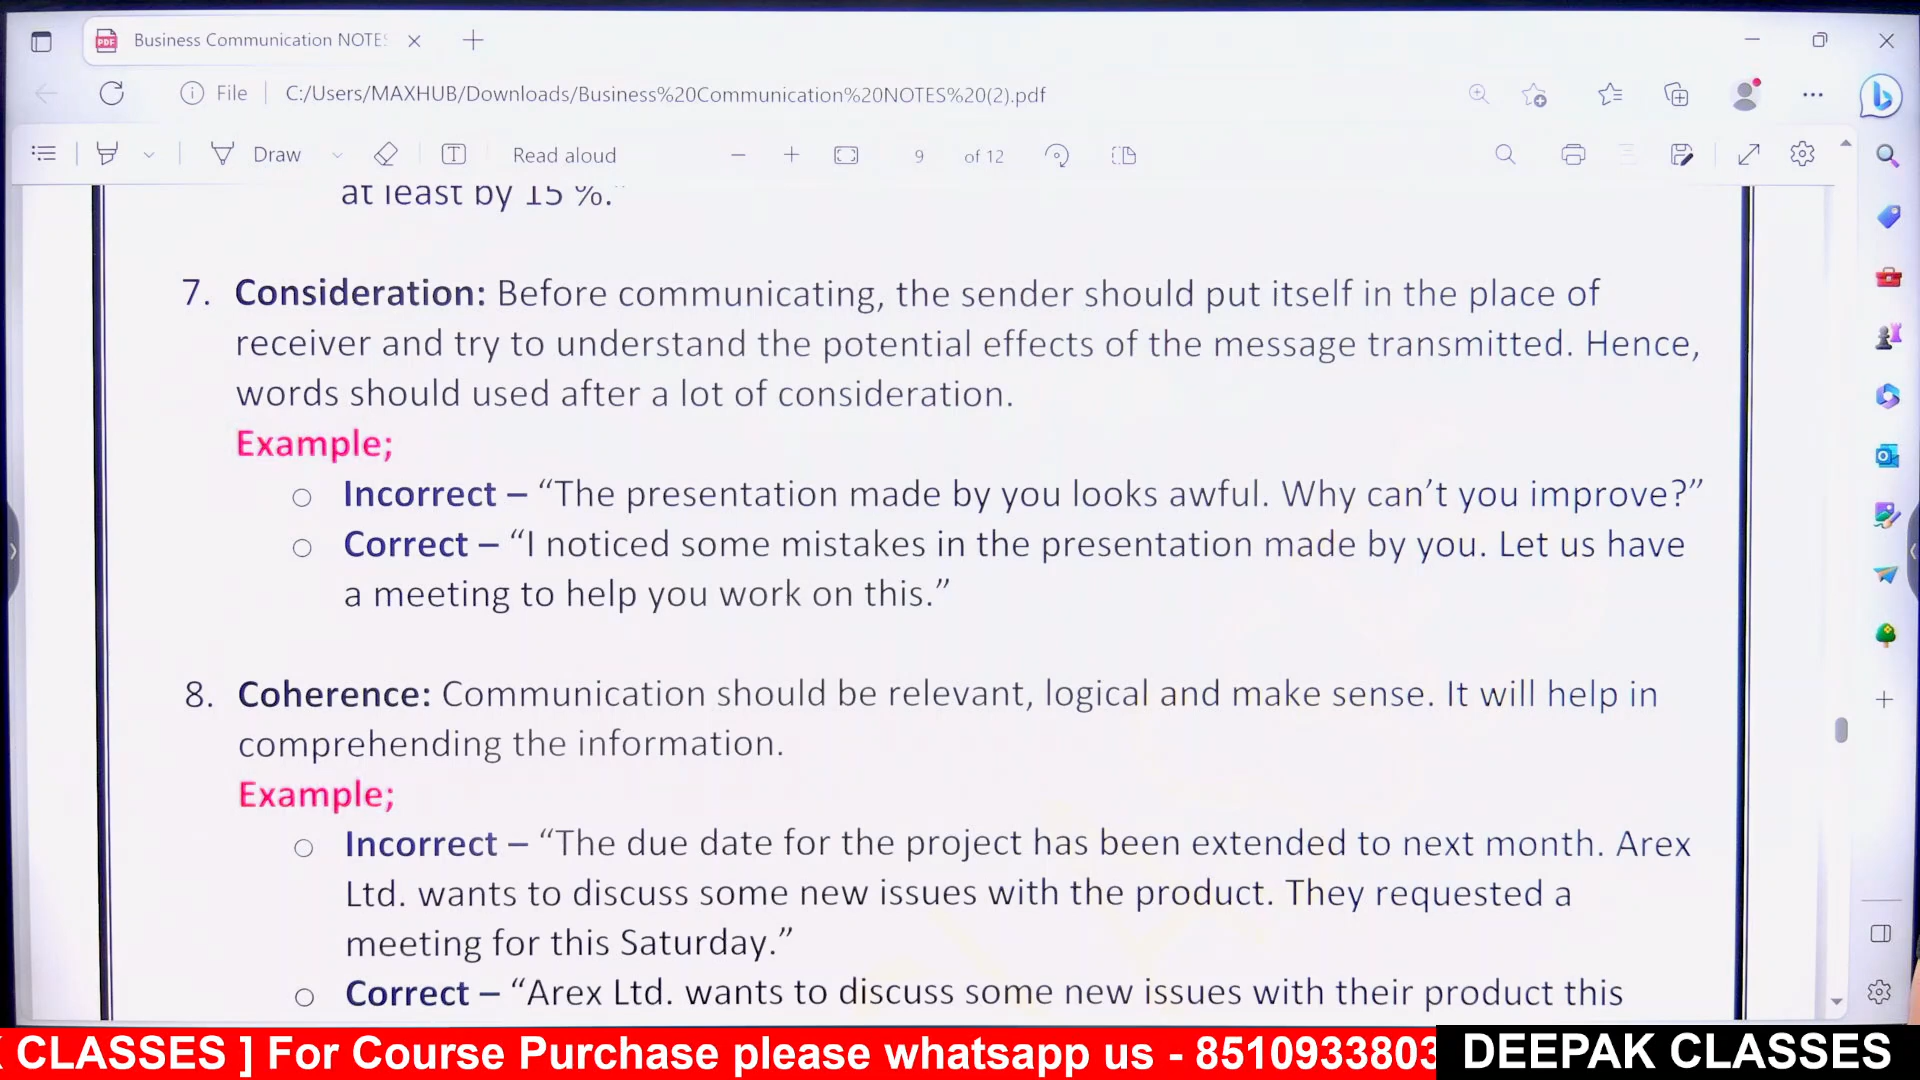 Business Communication NOTES
File
C:/Users/MAXHUB/Downloads/Business%20Communication%20NOTES%20(2).pdf
Draw
Read aloud
9 of 12
at least by 15 %.”
7. Consideration: Before communicating, the sender should put itself in the place of
receiver and try to understand the potential effects of the message transmitted. Hence,
words should used after a lot of consideration.
Example;
○ Incorrect – “The presentation made by you looks awful. Why can’t you improve?”
○ Correct – “I noticed some mistakes in the presentation made by you. Let us have
a meeting to help you work on this.”
8. Coherence: Communication should be relevant, logical and make sense. It will help in
comprehending the information.
Example;
○ Incorrect – “The due date for the project has been extended to next month. Arex
Ltd. wants to discuss some new issues with the product. They requested a
meeting for this Saturday.”
○ Correct – “Arex Ltd. wants to discuss some new issues with their product this
CLASSES ] For Course Purchase please whatsapp us - 8510933803
DEEPAK CLASSES